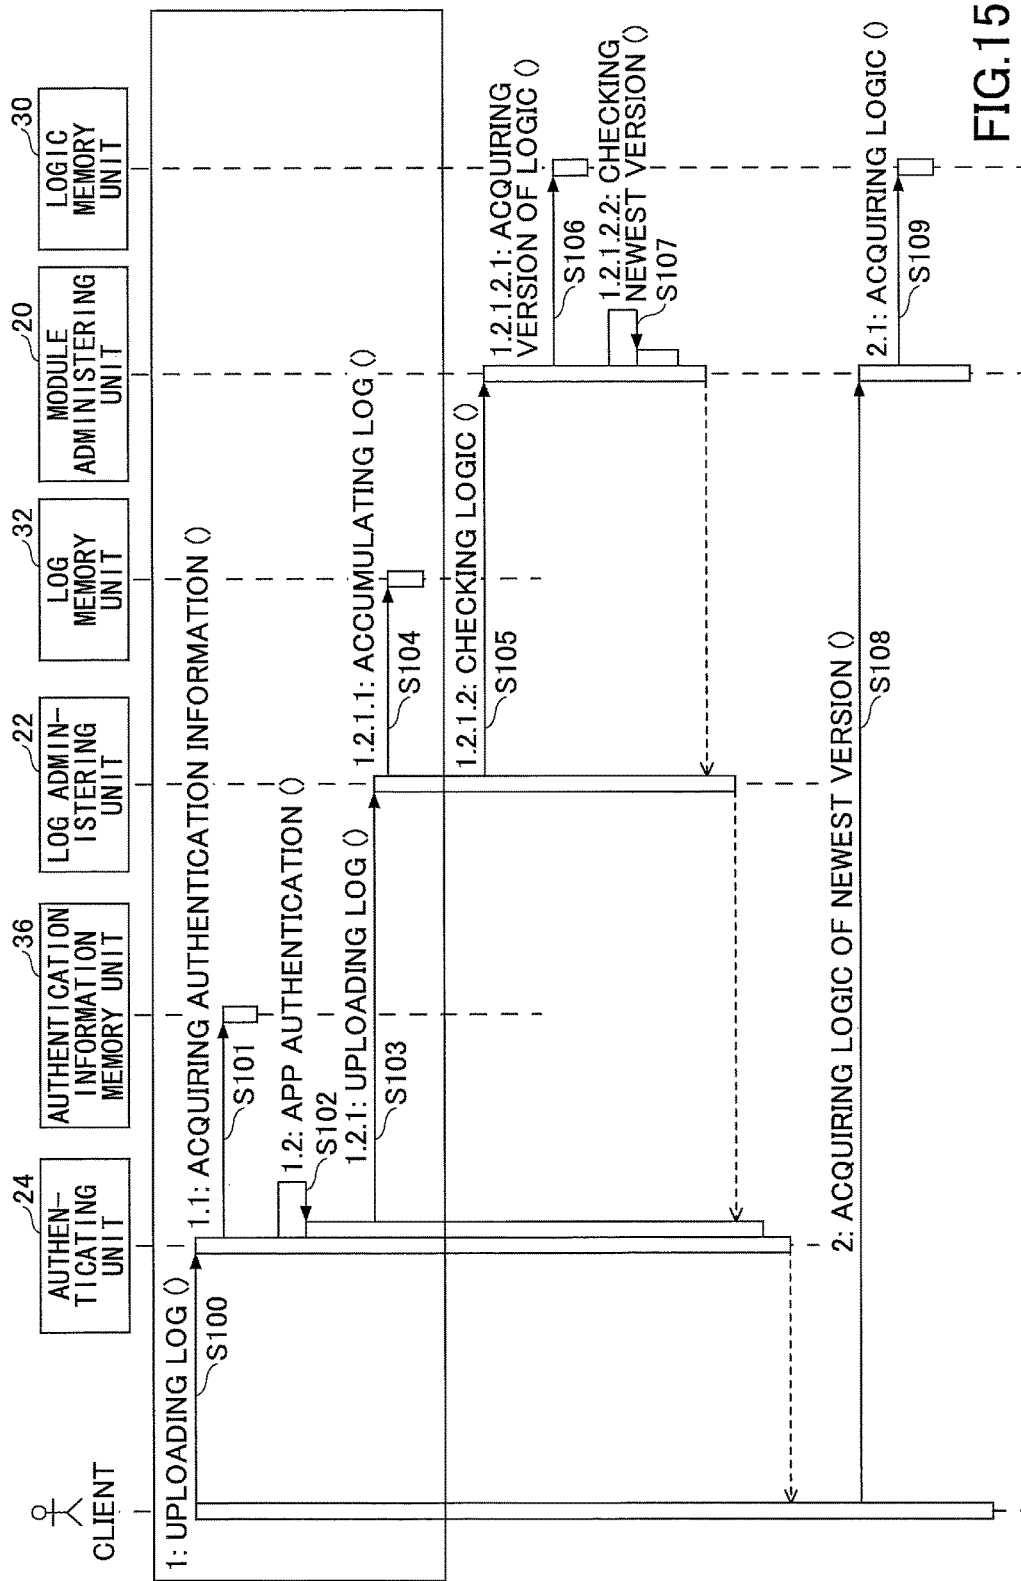 FIG.15
CLIENT
24
AUTHEN-
TICATING
UNIT
36
AUTHENTICATION
INFORMATION
MEMORY UNIT
22
LOG ADMIN-
ISTERING
UNIT
32
LOG
MEMORY
UNIT
20
MODULE
ADMINISTERING
UNIT
30
LOGIC
MEMORY
UNIT
1: UPLOADING LOG ()
S100
1.1: ACQUIRING AUTHENTICATION INFORMATION ()
S101
1.2: APP AUTHENTICATION ()
S102
1.2.1: UPLOADING LOG ()
S103
1.2.1.1: ACCUMULATING LOG ()
S104
1.2.1.2: CHECKING LOGIC ()
S105
1.2.1.2.1: ACQUIRING
VERSION OF LOGIC ()
S106
1.2.1.2.2: CHECKING
NEWEST VERSION ()
S107
2: ACQUIRING LOGIC OF NEWEST VERSION ()
S108
2.1: ACQUIRING LOGIC ()
S109